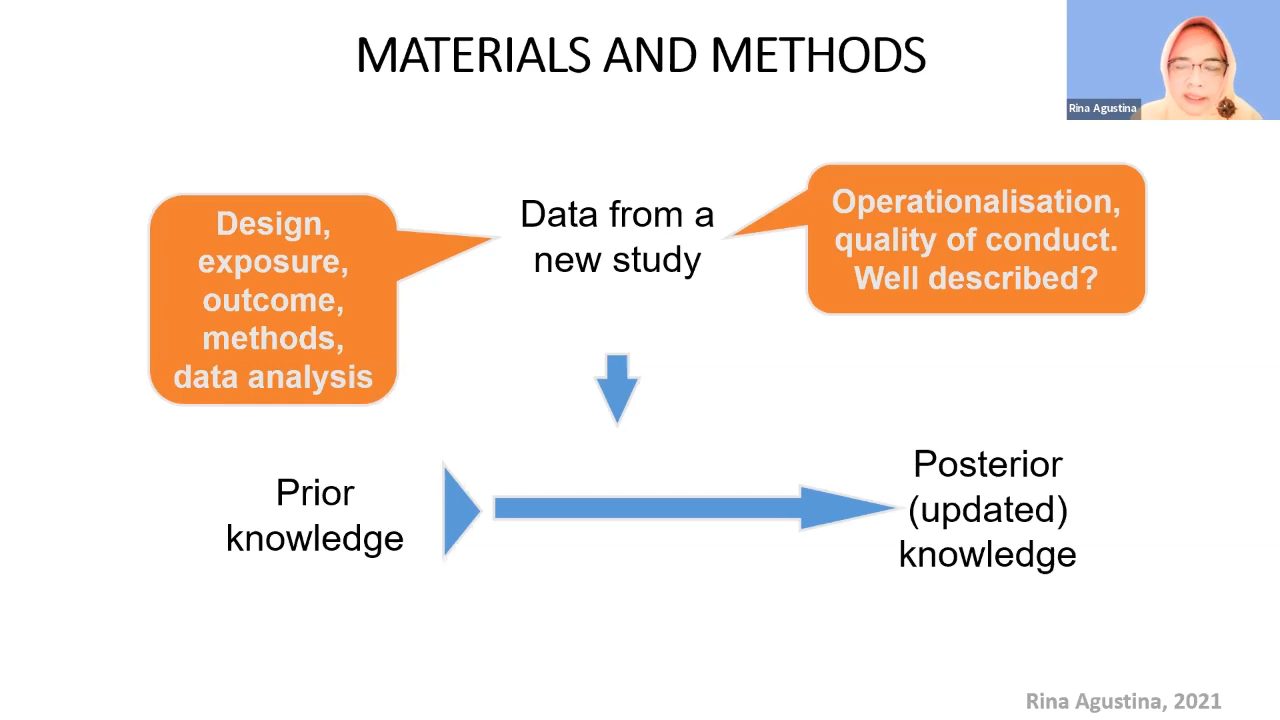 MATERIALS AND METHODS
Rina Agustina
Design,
exposure,
outcome,
methods,
data analysis
Data from a
new study
Operationalisation,
quality of conduct.
Well described?
Prior
knowledge
Posterior
(updated)
knowledge
Rina Agustina, 2021